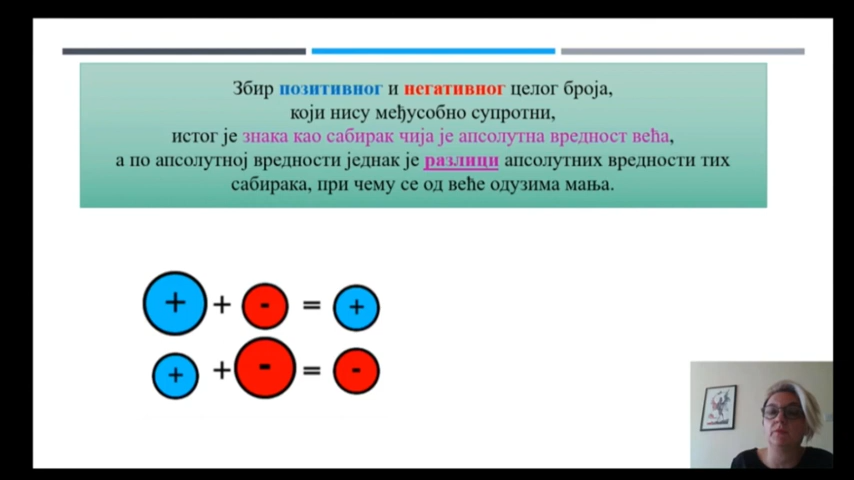 Збир позитивног и негативног целог броја,
који нису међусобно супротни,
истог је знака као сабирак чија је апсолутна вредност већа,
а по апсолутној вредности једнак је разлици апсолутних вредности тих
сабирака, при чему се од веће одузима мања.
+ + - = +
+ + - = -